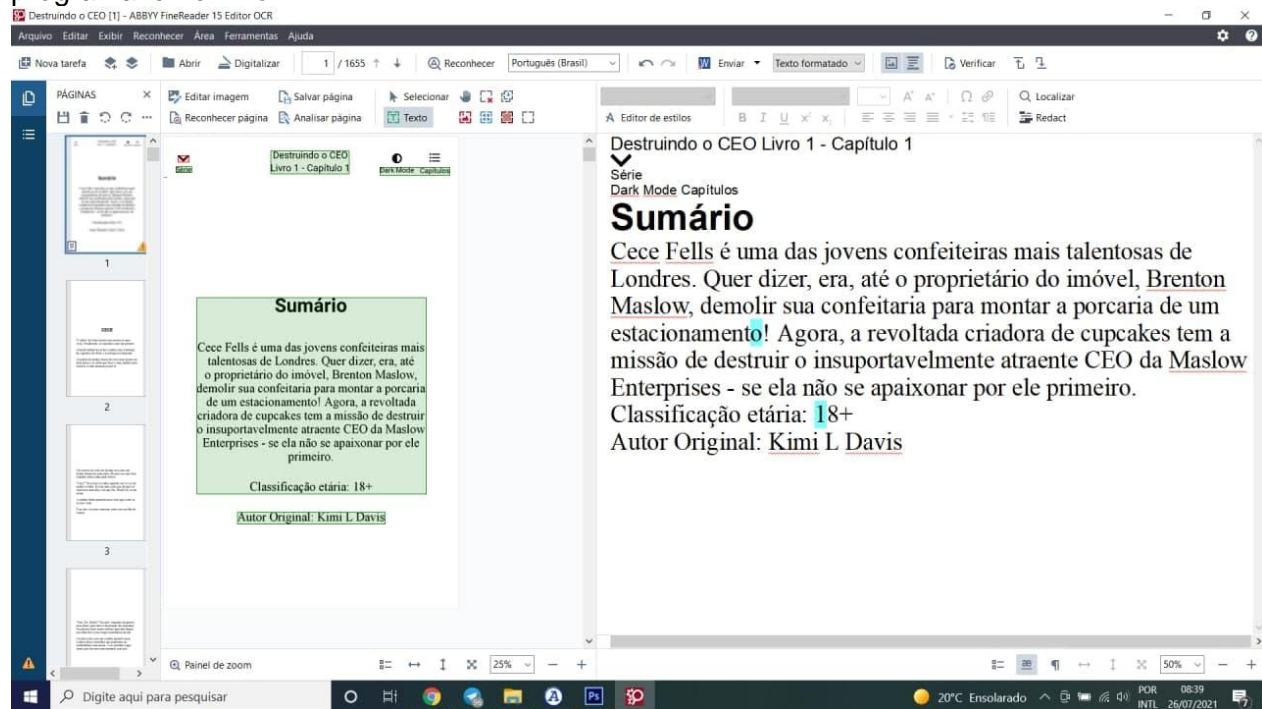 Destruindo o CEO [1] - ABBYY FineReader 15 Editor OCR
Arquivo Editar Exibir Reconhecer Área Ferramentas Ajuda
Nova tarefa Abrir Digitalizar 1 / 1655 Reconhecer Português (Brasil) Enviar Texto formatado Verificar
PÁGINAS
Editar imagem Salvar página Selecionar
Reconhecer página Analisar página Texto
Localizar
A Editor de estilos B I U x² x₂ Redact
1
CECE
2
3
Série
Destruindo o CEO
Livro 1 - Capítulo 1
Dark Mode Capítulos
Sumário
Cece Fells é uma das jovens confeiteiras mais
talentosas de Londres. Quer dizer, era, até
o proprietário do imóvel, Brenton Maslow,
demolir sua confeitaria para montar a porcaria
de um estacionamento! Agora, a revoltada
criadora de cupcakes tem a missão de destruir
o insuportavelmente atraente CEO da Maslow
Enterprises - se ela não se apaixonar por ele
primeiro.
Classificação etária: 18+
Autor Original: Kimi L Davis
Destruindo o CEO Livro 1 - Capítulo 1
Série
Dark Mode Capítulos
Sumário
Cece Fells é uma das jovens confeiteiras mais talentosas de
Londres. Quer dizer, era, até o proprietário do imóvel, Brenton
Maslow, demolir sua confeitaria para montar a porcaria de um
estacionamento! Agora, a revoltada criadora de cupcakes tem a
missão de destruir o insuportavelmente atraente CEO da Maslow
Enterprises - se ela não se apaixonar por ele primeiro.
Classificação etária: 18+
Autor Original: Kimi L Davis
Painel de zoom 25% 50%
Digite aqui para pesquisar
20°C Ensolarado POR 08:39
INTL 26/07/2021